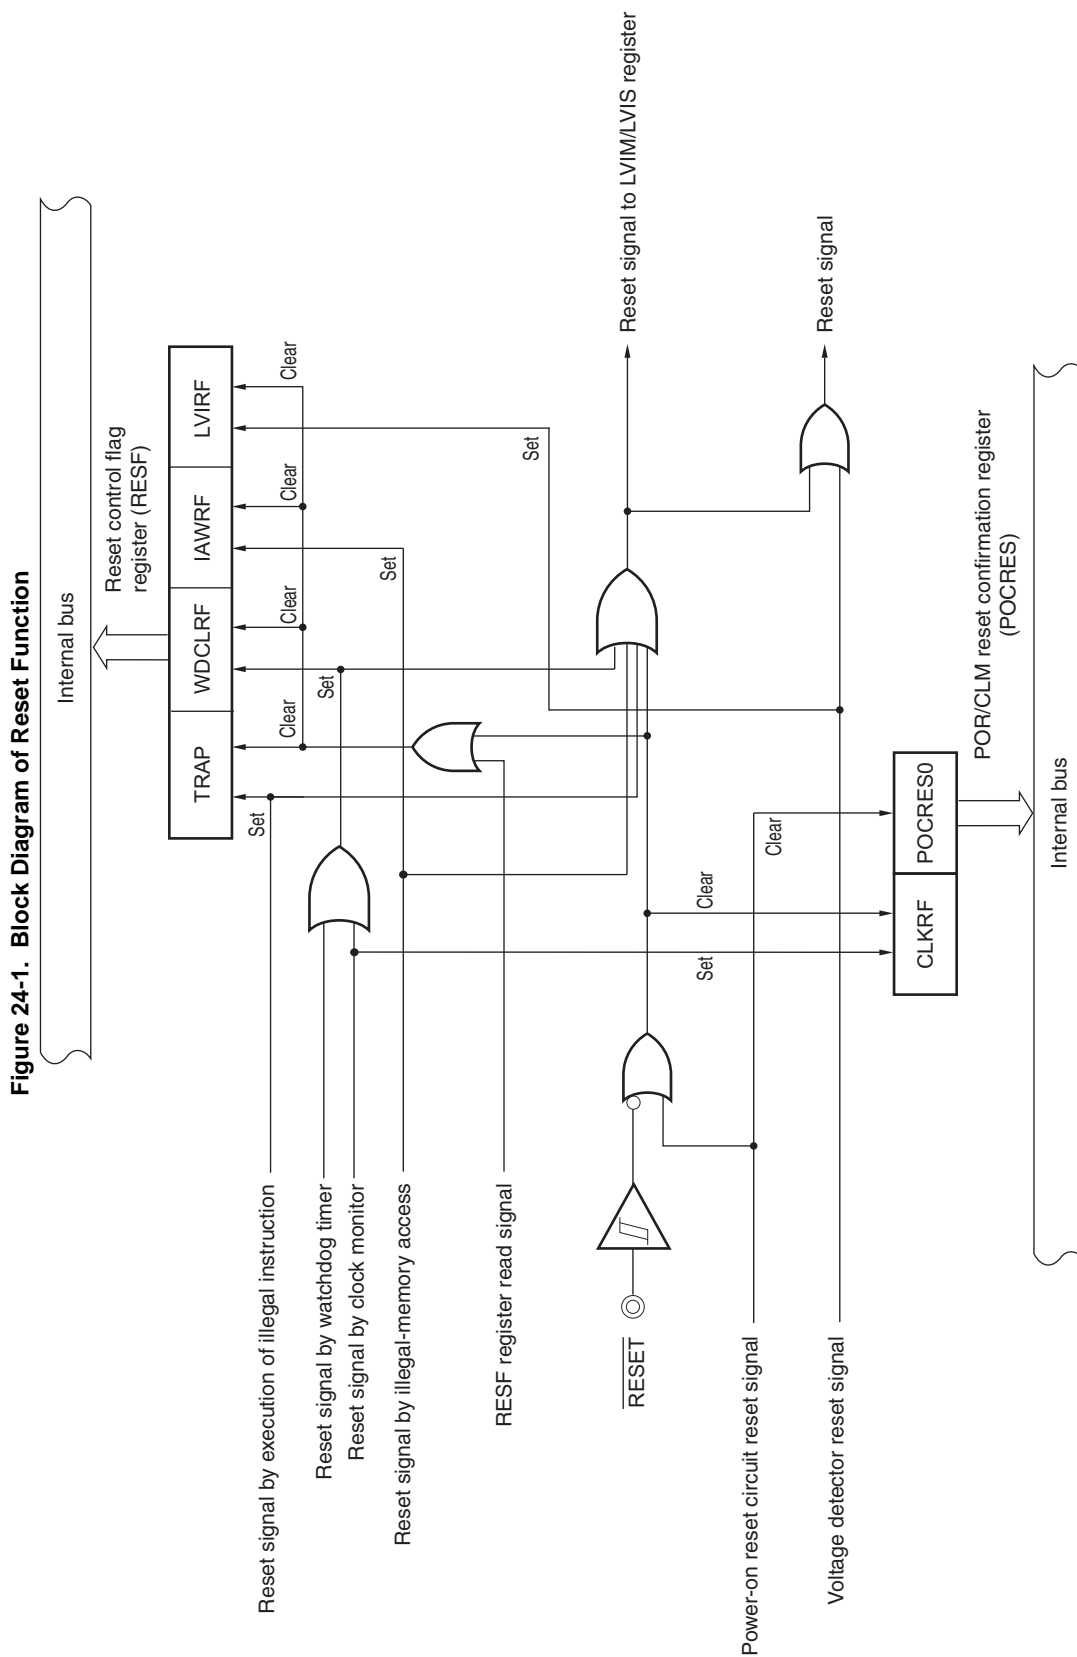 Figure 24-1. Block Diagram of Reset Function
Internal bus
Reset control flag
register (RESF)
TRAP
WDCLRF
IAWRF
LVIRF
Set
Clear
Set
Clear
Set
Clear
Set
Clear
Reset signal by execution of illegal instruction
Reset signal by watchdog timer
Reset signal by clock monitor
Reset signal by illegal-memory access
RESF register read signal
RESET
Reset signal to LVIM/LVIS register
Power-on reset circuit reset signal
Voltage detector reset signal
Reset signal
Set
Clear
Clear
CLKRF
POCRES0
POR/CLM reset confirmation register
(POCRES)
Internal bus